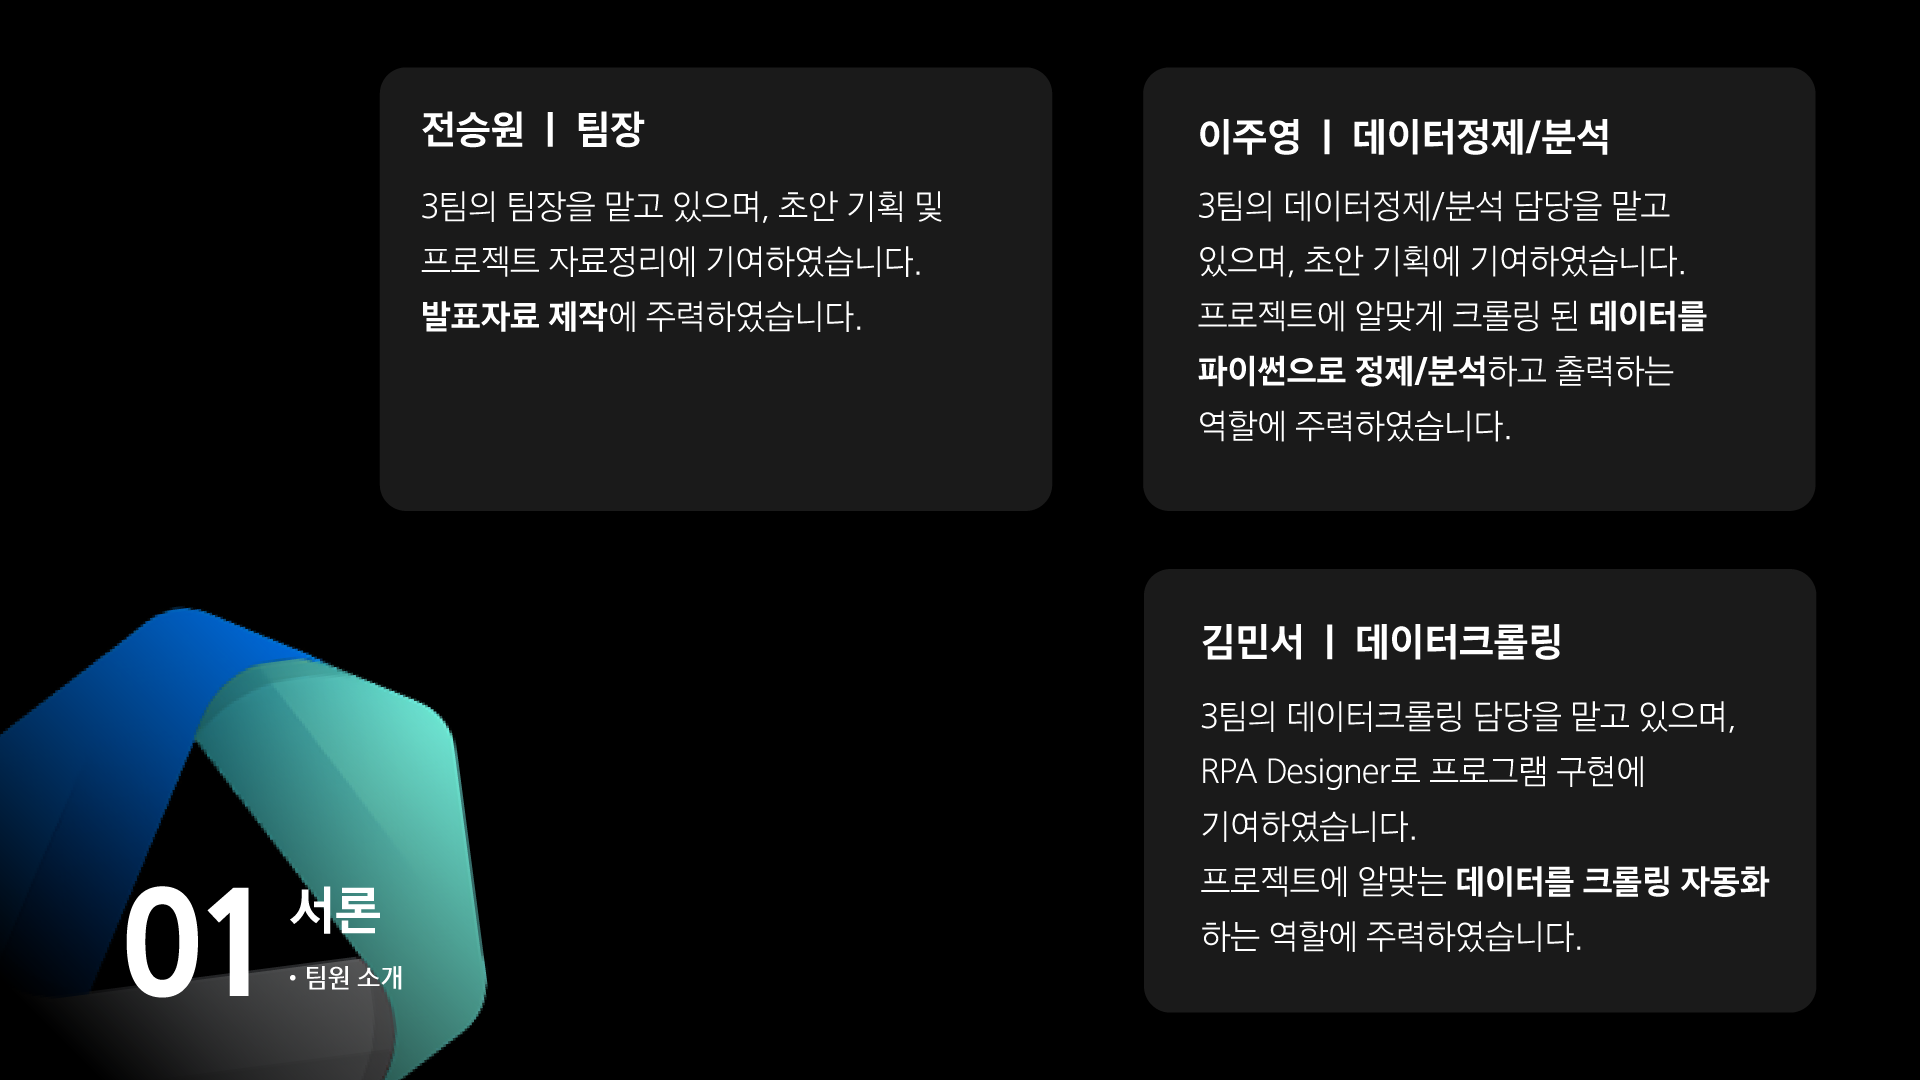 전승원 | 팀장
3팀의 팀장을 맡고 있으며, 초안 기획 및
프로젝트 자료정리에 기여하였습니다.
발표자료 제작에 주력하였습니다.
이주영 | 데이터정제/분석
3팀의 데이터정제/분석 담당을 맡고
있으며, 초안 기획에 기여하였습니다.
프로젝트에 알맞게 크롤링 된 데이터를
파이썬으로 정제/분석하고 출력하는
역할에 주력하였습니다.
김민서 | 데이터크롤링
3팀의 데이터크롤링 담당을 맡고 있으며,
RPA Designer로 프로그램 구현에
기여하였습니다.
프로젝트에 알맞는 데이터를 크롤링 자동화
하는 역할에 주력하였습니다.
01 서론
• 팀원 소개